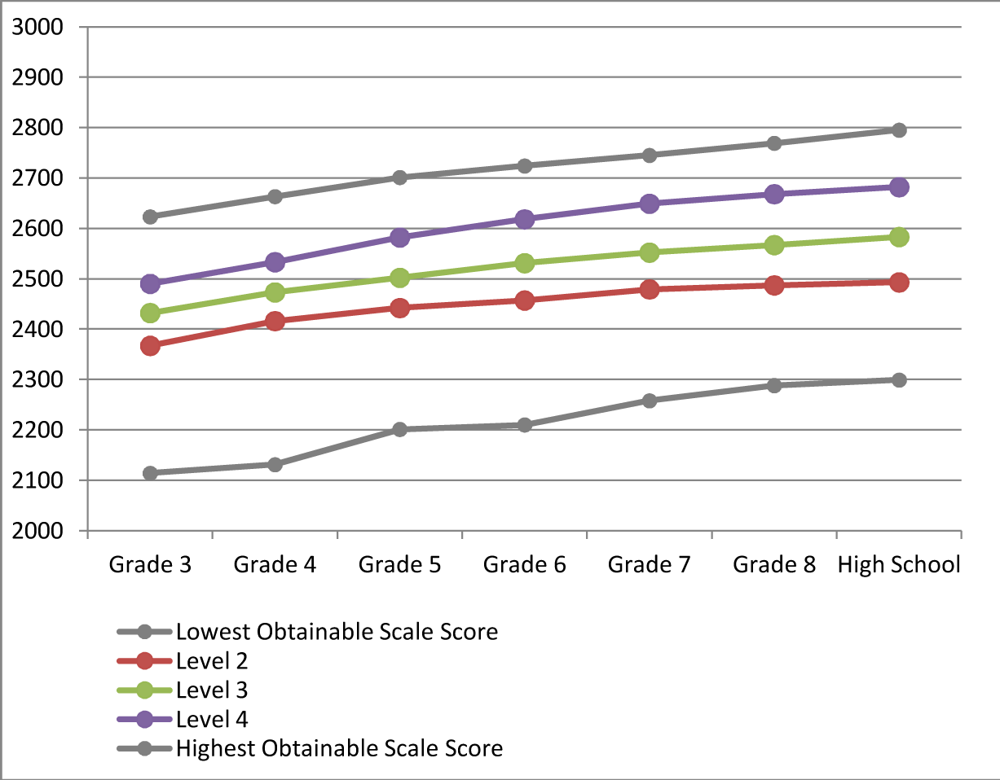 3000
2900
2800
2700
2600
2500
2400
2300
2200
2100
2000
Grade 3 Grade 4 Grade 5 Grade 6 Grade 7 Grade 8 High School
Lowest Obtainable Scale Score
Level 2
Level 3
Level 4
Highest Obtainable Scale Score